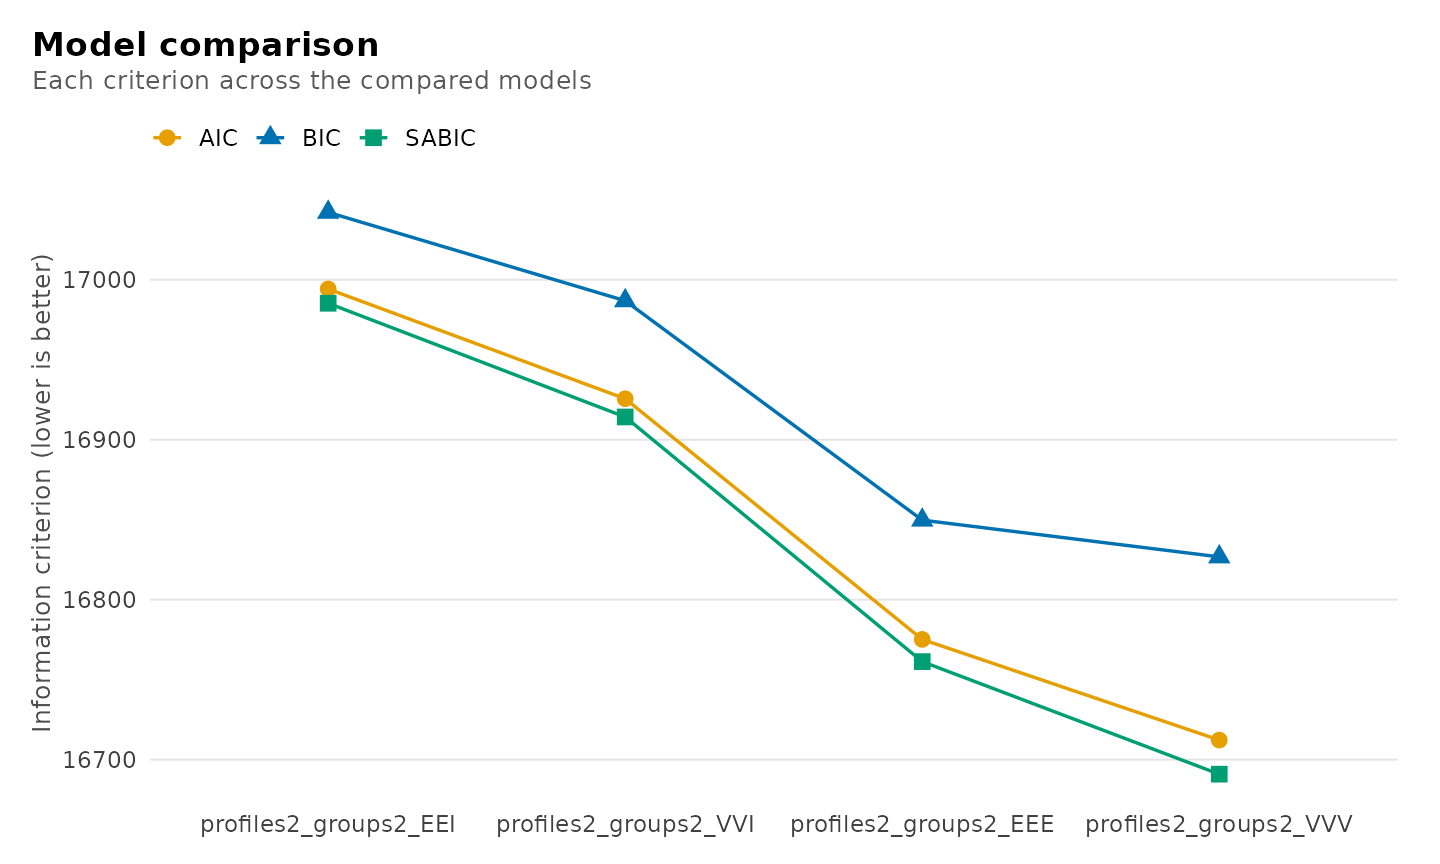 Model comparison
Each criterion across the compared models
AIC BIC SABIC
Information criterion (lower is better)
17000
16900
16800
16700
profiles2_groups2_EEI profiles2_groups2_VVI profiles2_groups2_EEE profiles2_groups2_VVV